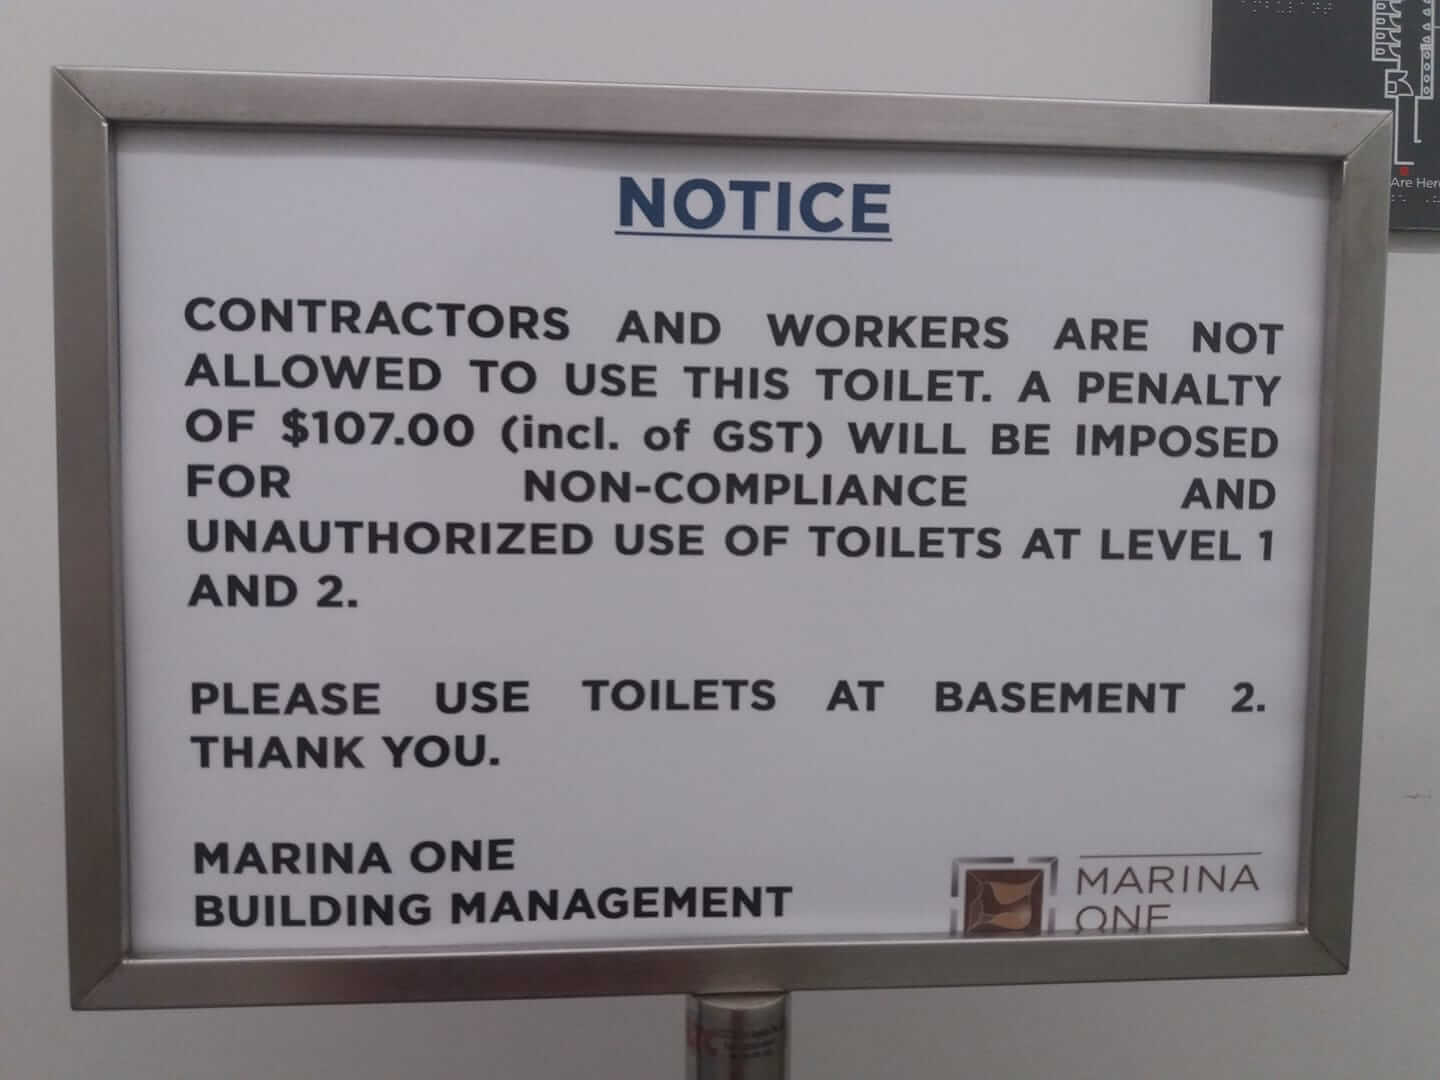 NOTICE
CONTRACTORS AND WORKERS ARE NOT
ALLOWED TO USE THIS TOILET. A PENALTY
OF $107.00 (incl. of GST) WILL BE IMPOSED
FOR NON-COMPLIANCE AND
UNAUTHORIZED USE OF TOILETS AT LEVEL 1
AND 2.
PLEASE USE TOILETS AT BASEMENT 2.
THANK YOU.
MARINA ONE
BUILDING MANAGEMENT
MARINA
ONE
Are Here